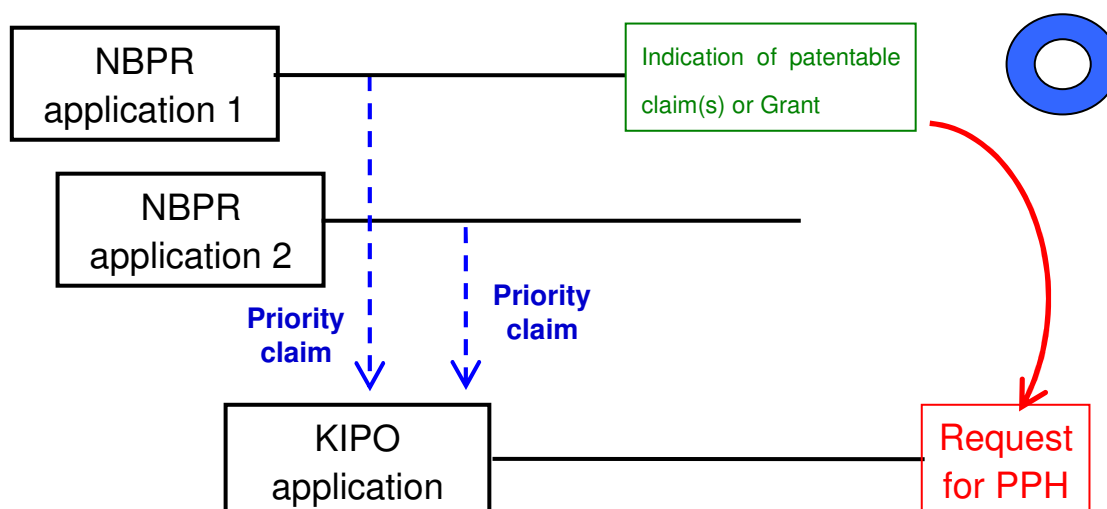 NBPR
application 1
Indication of patentable
claim(s) or Grant
NBPR
application 2
Priority
claim
Priority
claim
KIPO
application
Request
for PPH